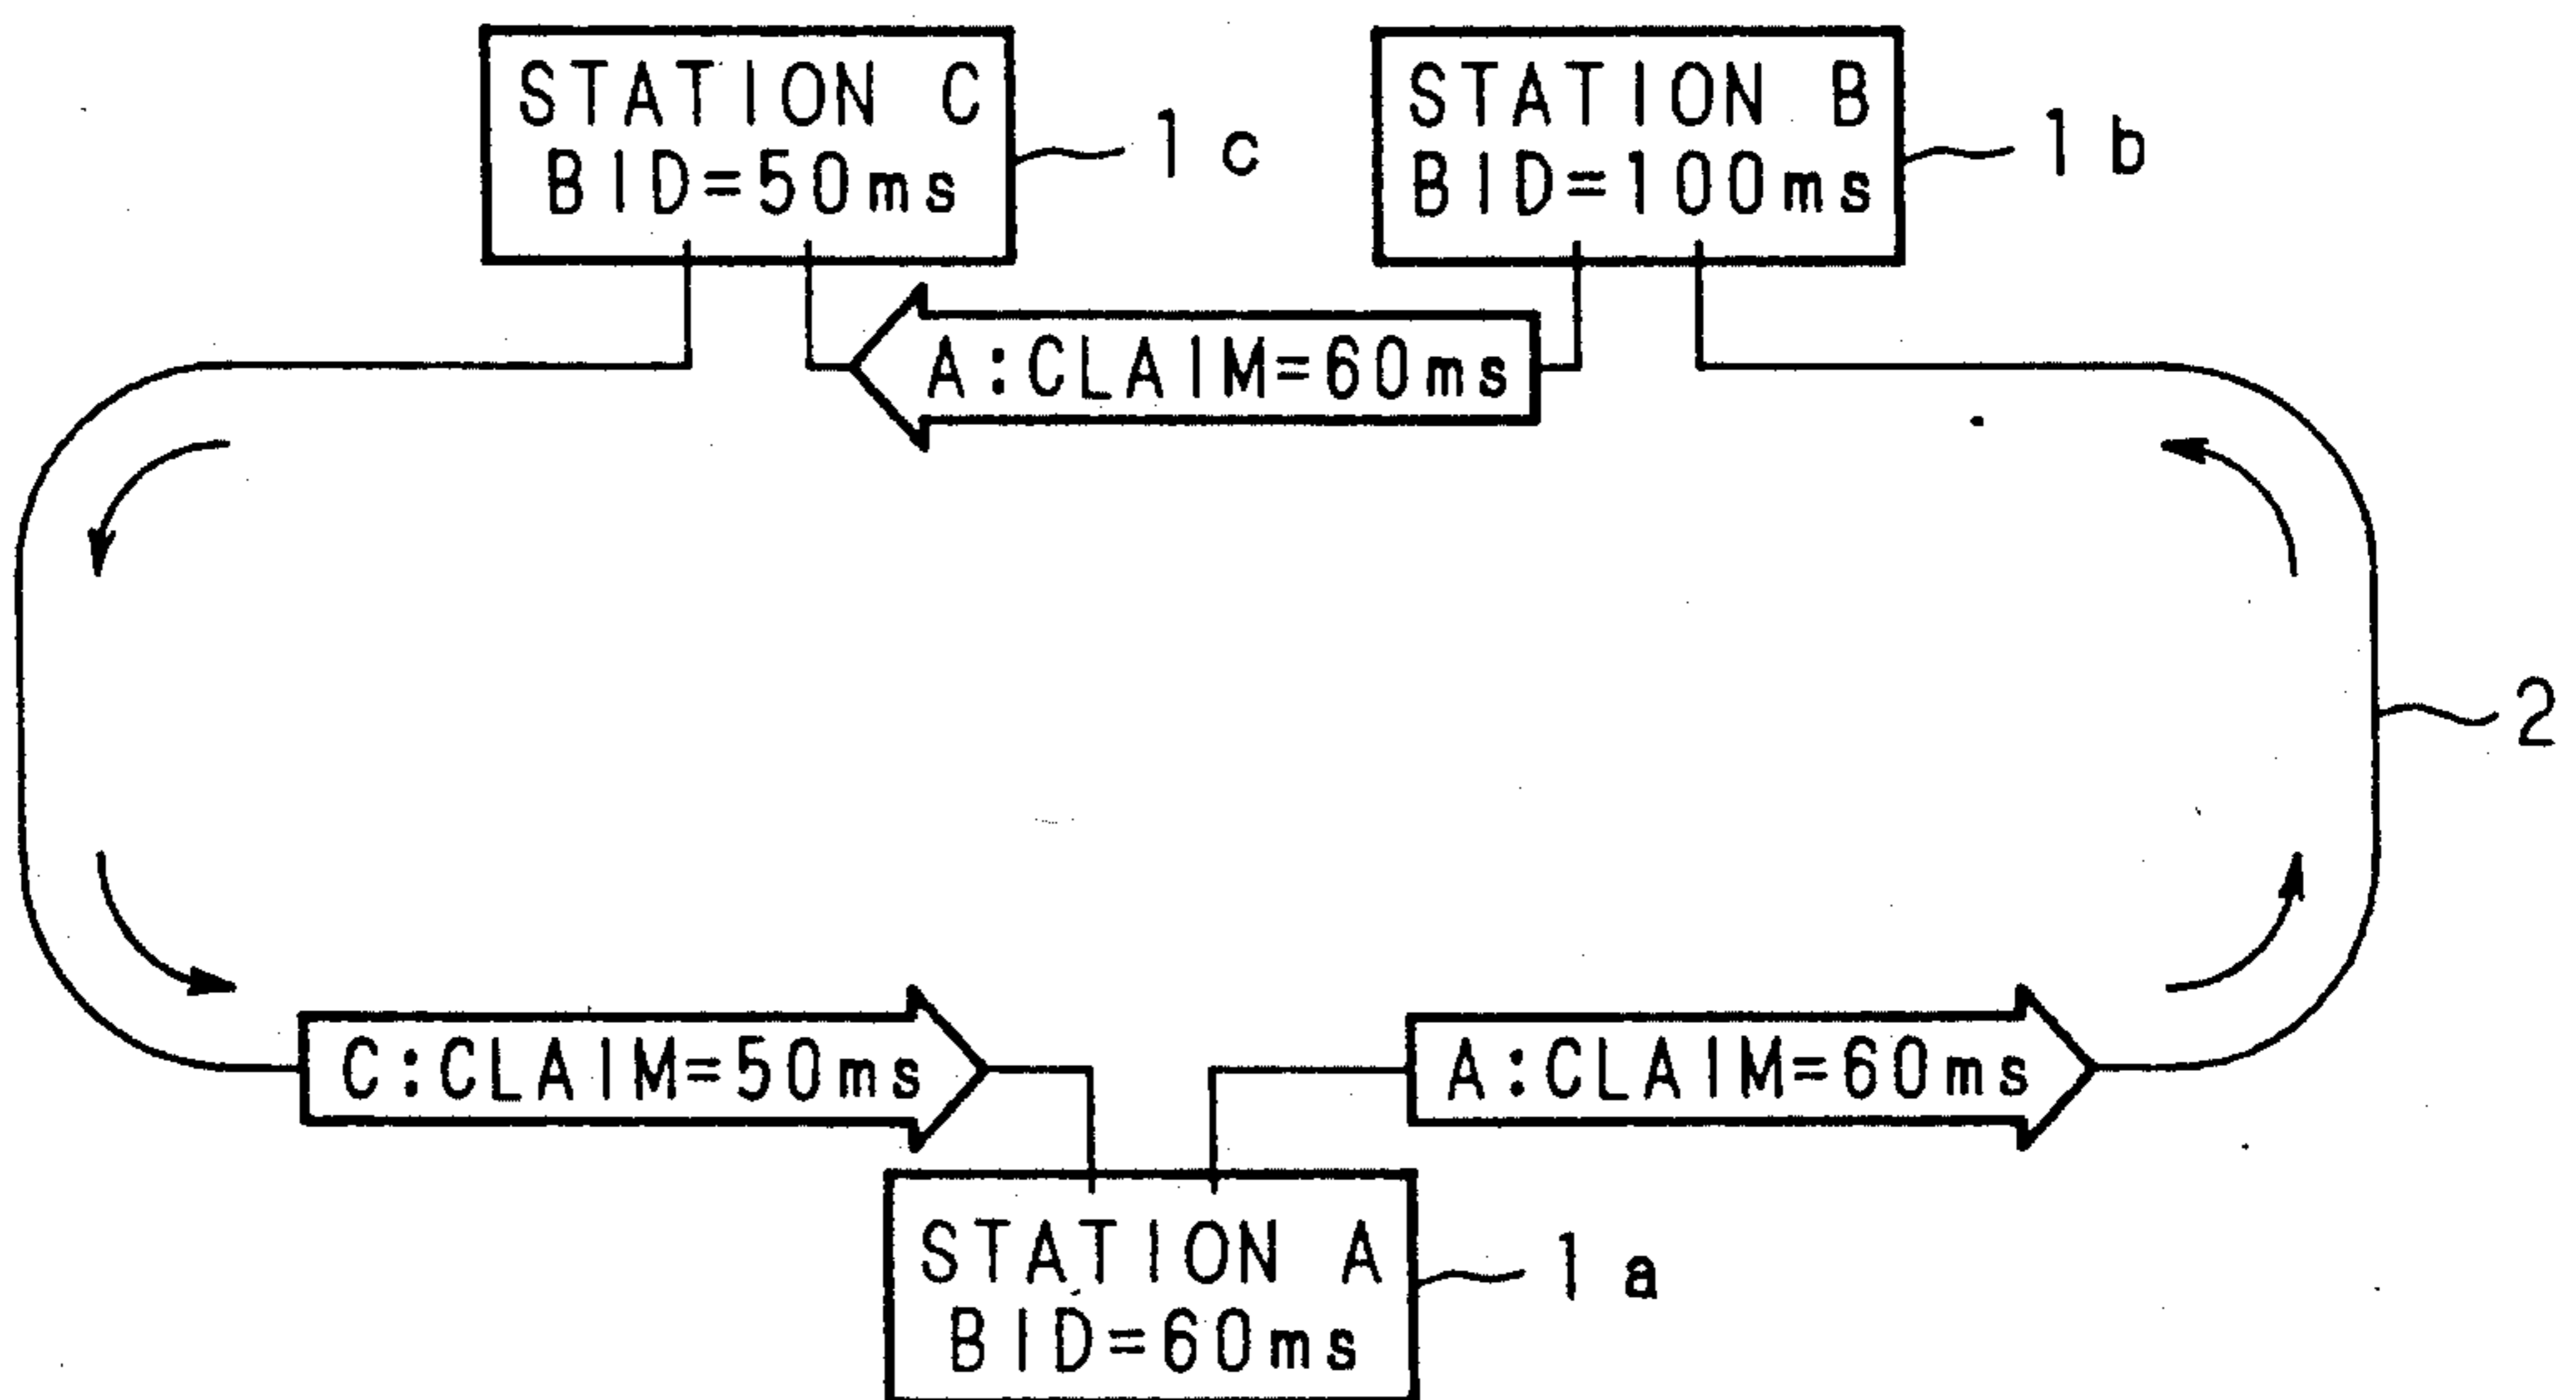 STATION C
BID=50ms
1c
STATION B
BID=100ms
1b
A:CLAIM=60ms
2
C:CLAIM=50ms
A:CLAIM=60ms
STATION A
BID=60ms
1a